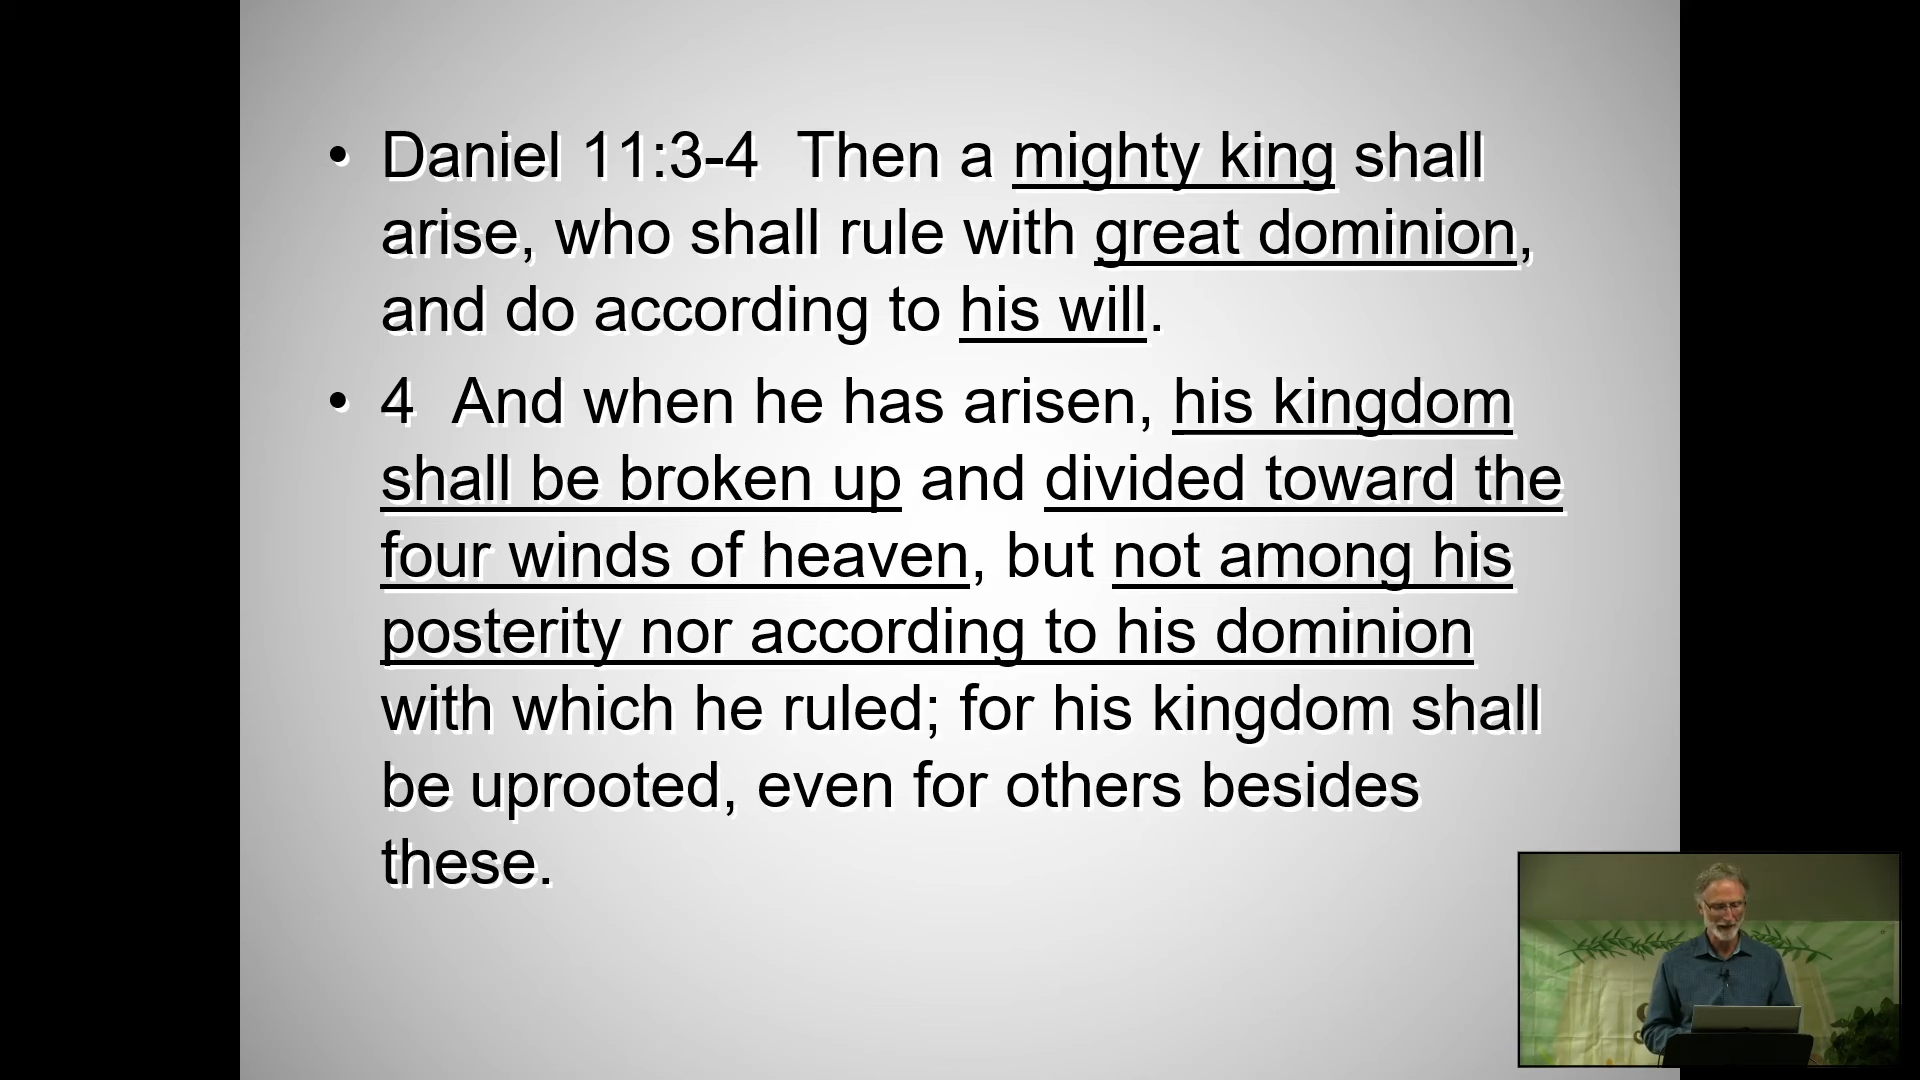 • Daniel 11:3-4  Then a mighty king shall
arise, who shall rule with great dominion,
and do according to his will.
• 4  And when he has arisen, his kingdom
shall be broken up and divided toward the
four winds of heaven, but not among his
posterity nor according to his dominion
with which he ruled; for his kingdom shall
be uprooted, even for others besides
these.